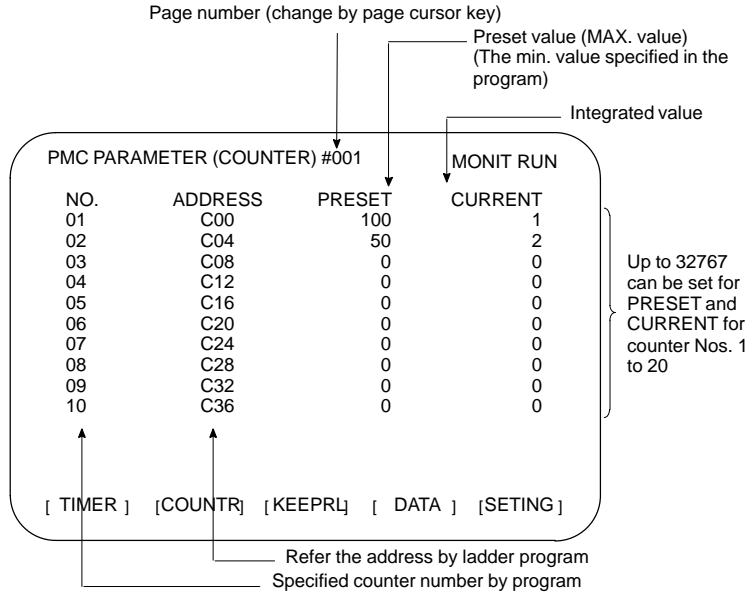 Page number (change by page cursor key)
Preset value (MAX. value)
(The min. value specified in the
program)
Integrated value
PMC PARAMETER (COUNTER) #001 MONIT RUN
NO. ADDRESS PRESET CURRENT
01 C00 100 1
02 C04 50 2
03 C08 0 0
04 C12 0 0
05 C16 0 0
06 C20 0 0
07 C24 0 0
08 C28 0 0
09 C32 0 0
10 C36 0 0
Up to 32767
can be set for
PRESET and
CURRENT for
counter Nos. 1
to 20
[ TIMER ] [COUNTR] [KEEPRL] [ DATA ] [SETING]
Refer the address by ladder program
Specified counter number by program